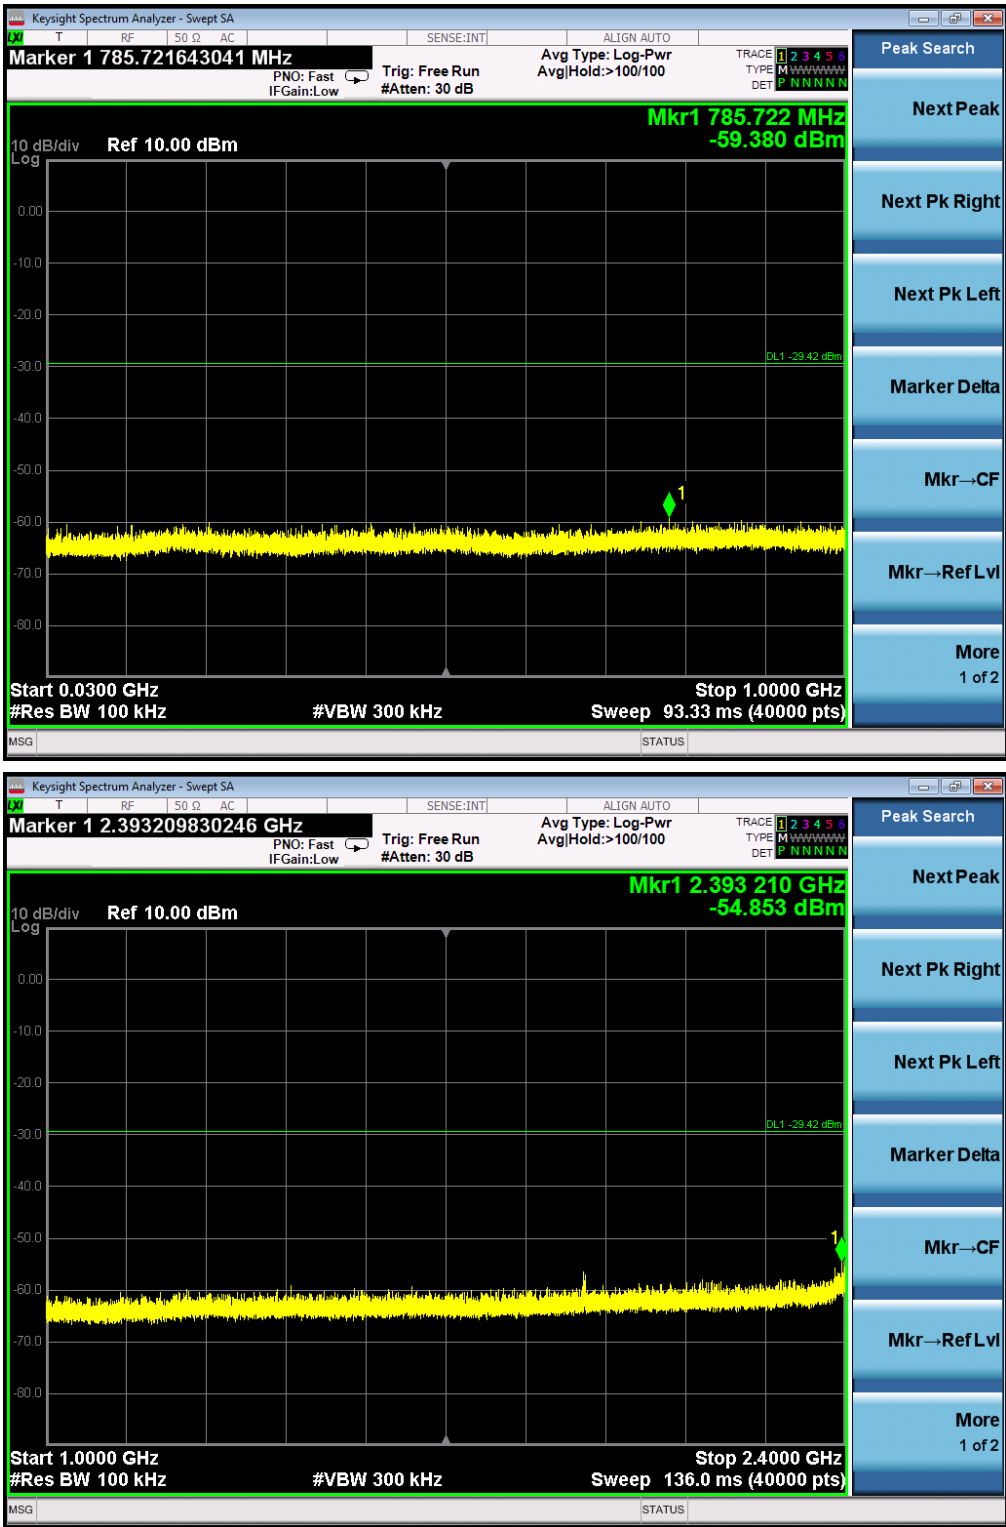 Keysight Spectrum Analyzer - Swept SA
LXI T RF 50 Ω AC SENSE:INT ALIGN AUTO
Marker 1 785.721643041 MHz
PNO: Fast
IFGain:Low
Trig: Free Run
#Atten: 30 dB
Avg Type: Log-Pwr
Avg|Hold:>100/100
TRACE 1 2 3 4 5 6
TYPE M WWWWW
DET P N N N N N
Mkr1 785.722 MHz
-59.380 dBm
10 dB/div Ref 10.00 dBm
Log
0.00
-10.0
-20.0
DL1 -29.42 dBm
-30.0
-40.0
-50.0
1
-60.0
-70.0
-80.0
Start 0.0300 GHz Stop 1.0000 GHz
#Res BW 100 kHz #VBW 300 kHz Sweep 93.33 ms (40000 pts)
MSG STATUS
Peak Search
Next Peak
Next Pk Right
Next Pk Left
Marker Delta
Mkr→CF
Mkr→Ref Lvl
More
1 of 2
Keysight Spectrum Analyzer - Swept SA
LXI T RF 50 Ω AC SENSE:INT ALIGN AUTO
Marker 1 2.393209830246 GHz
PNO: Fast
IFGain:Low
Trig: Free Run
#Atten: 30 dB
Avg Type: Log-Pwr
Avg|Hold:>100/100
TRACE 1 2 3 4 5 6
TYPE M WWWWW
DET P N N N N N
Mkr1 2.393 210 GHz
-54.853 dBm
10 dB/div Ref 10.00 dBm
Log
0.00
-10.0
-20.0
DL1 -29.42 dBm
-30.0
-40.0
-50.0
1
-60.0
-70.0
-80.0
Start 1.0000 GHz Stop 2.4000 GHz
#Res BW 100 kHz #VBW 300 kHz Sweep 136.0 ms (40000 pts)
MSG STATUS
Peak Search
Next Peak
Next Pk Right
Next Pk Left
Marker Delta
Mkr→CF
Mkr→Ref Lvl
More
1 of 2